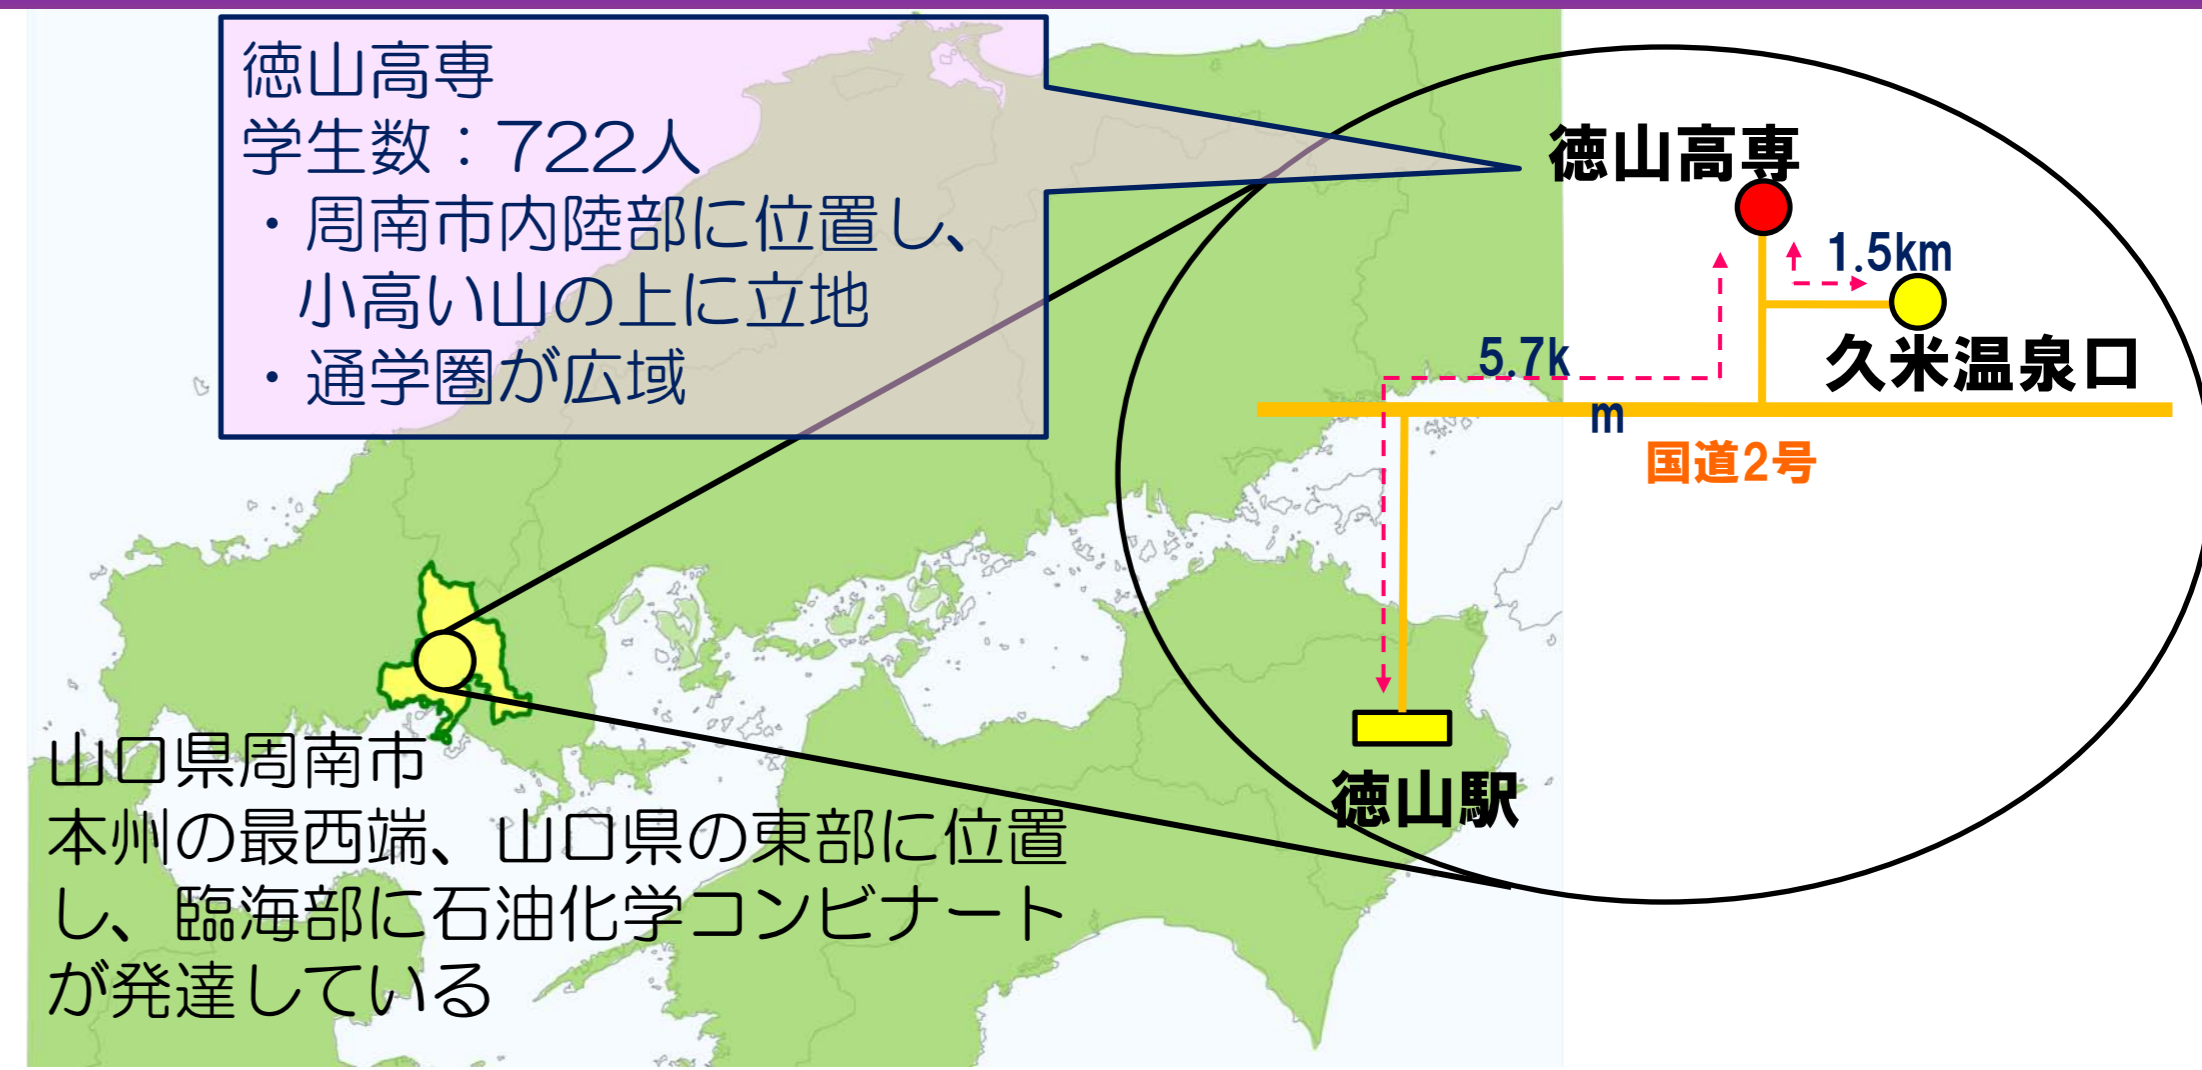 徳山高専
学生数：722人
・周南市内陸部に位置し、
小高い山の上に立地
・通学圏が広域
徳山高専
1.5km
久米温泉口
5.7k
m
国道2号
徳山駅
山口県周南市
本州の最西端、山口県の東部に位置
し、臨海部に石油化学コンビナート
が発達している